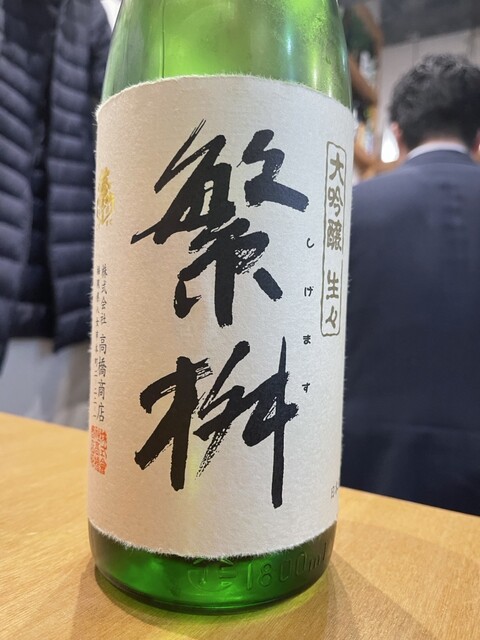 大吟醸 生々
繁桝
しげます
株式会社 高橋商店
1800ml